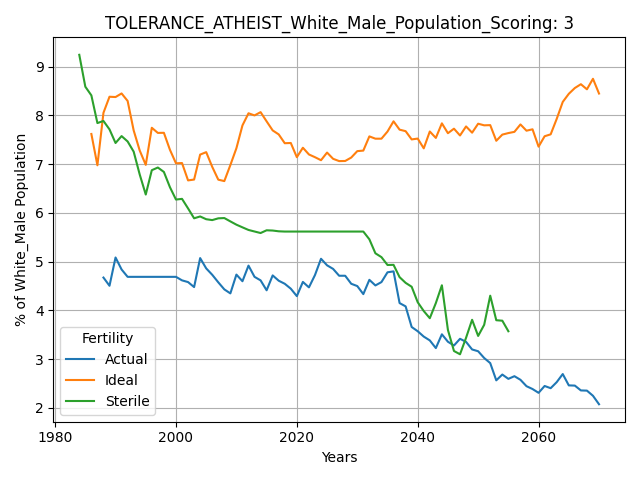 TOLERANCE_ATHEIST_White_Male_Population_Scoring: 3
% of White_Male Population
9
8
7
6
5
4
3
2
Fertility
Actual
Ideal
Sterile
1980 2000 2020 2040 2060
Years